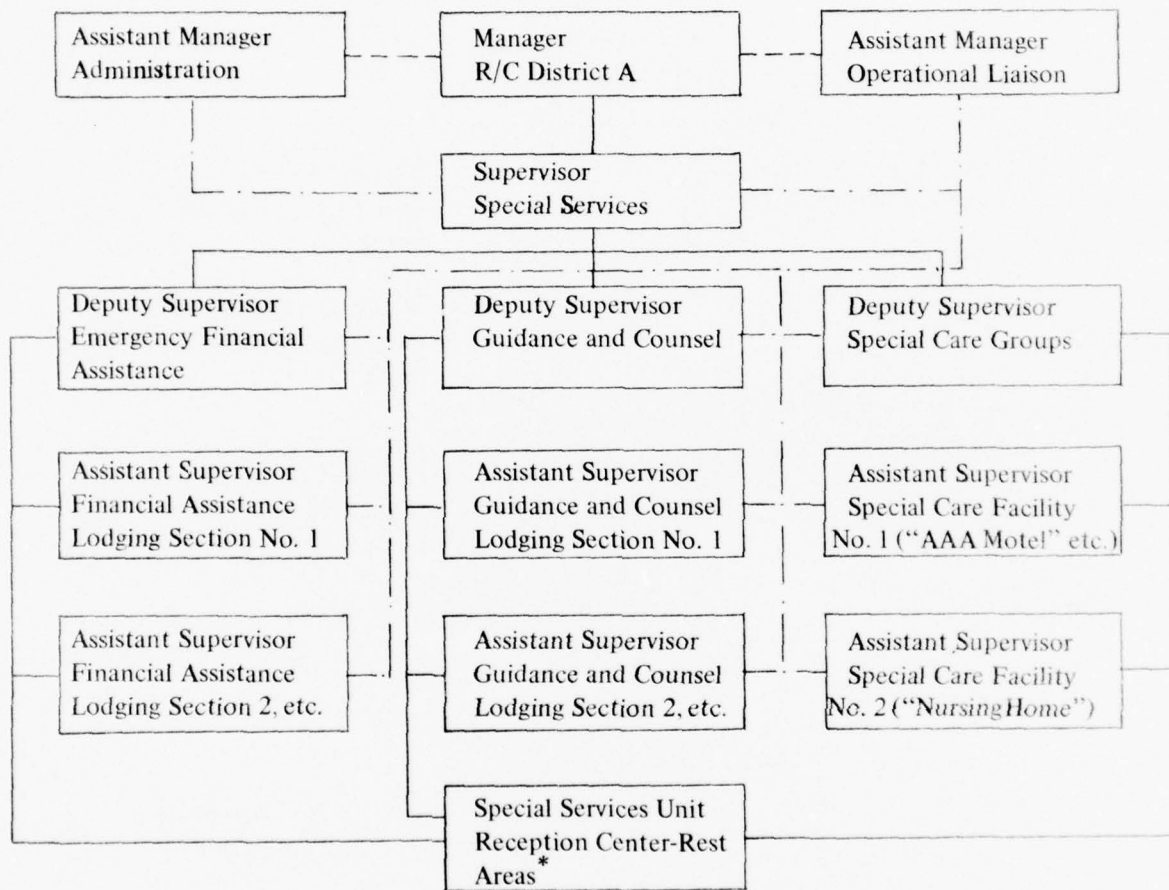 Assistant Manager
Administration
Manager
R/C District A
Assistant Manager
Operational Liaison
Supervisor
Special Services
Deputy Supervisor
Emergency Financial
Assistance
Deputy Supervisor
Guidance and Counsel
Deputy Supervisor
Special Care Groups
Assistant Supervisor
Financial Assistance
Lodging Section No. 1
Assistant Supervisor
Guidance and Counsel
Lodging Section No. 1
Assistant Supervisor
Special Care Facility
No. 1 (“AAA Motel” etc.)
Assistant Supervisor
Financial Assistance
Lodging Section 2, etc.
Assistant Supervisor
Guidance and Counsel
Lodging Section 2, etc.
Assistant Supervisor
Special Care Facility
No. 2 (“Nursing Home”)
Special Services Unit
Reception Center-Rest
Areas*